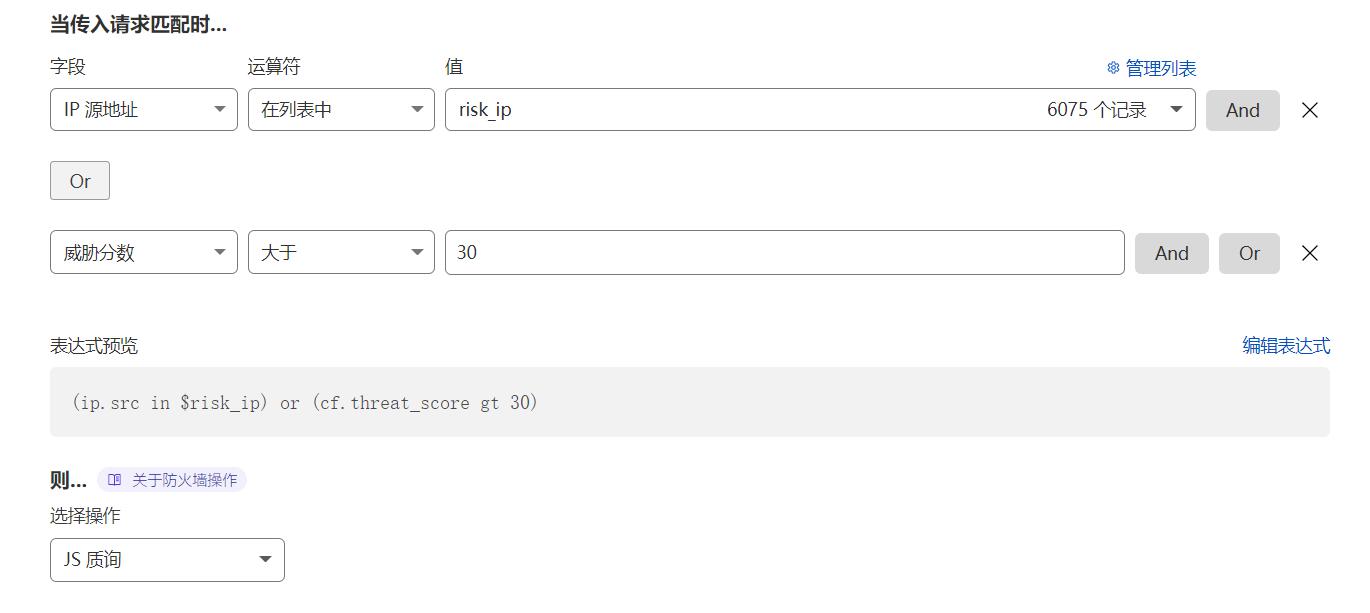 当传入请求匹配时...
字段 运算符 值 管理列表
IP 源地址 在列表中 risk_ip 6075 个记录 And
Or
威胁分数 大于 30 And Or
表达式预览 编辑表达式
(ip.src in $risk_ip) or (cf.threat_score gt 30)
则... 关于防火墙操作
选择操作
JS 质询